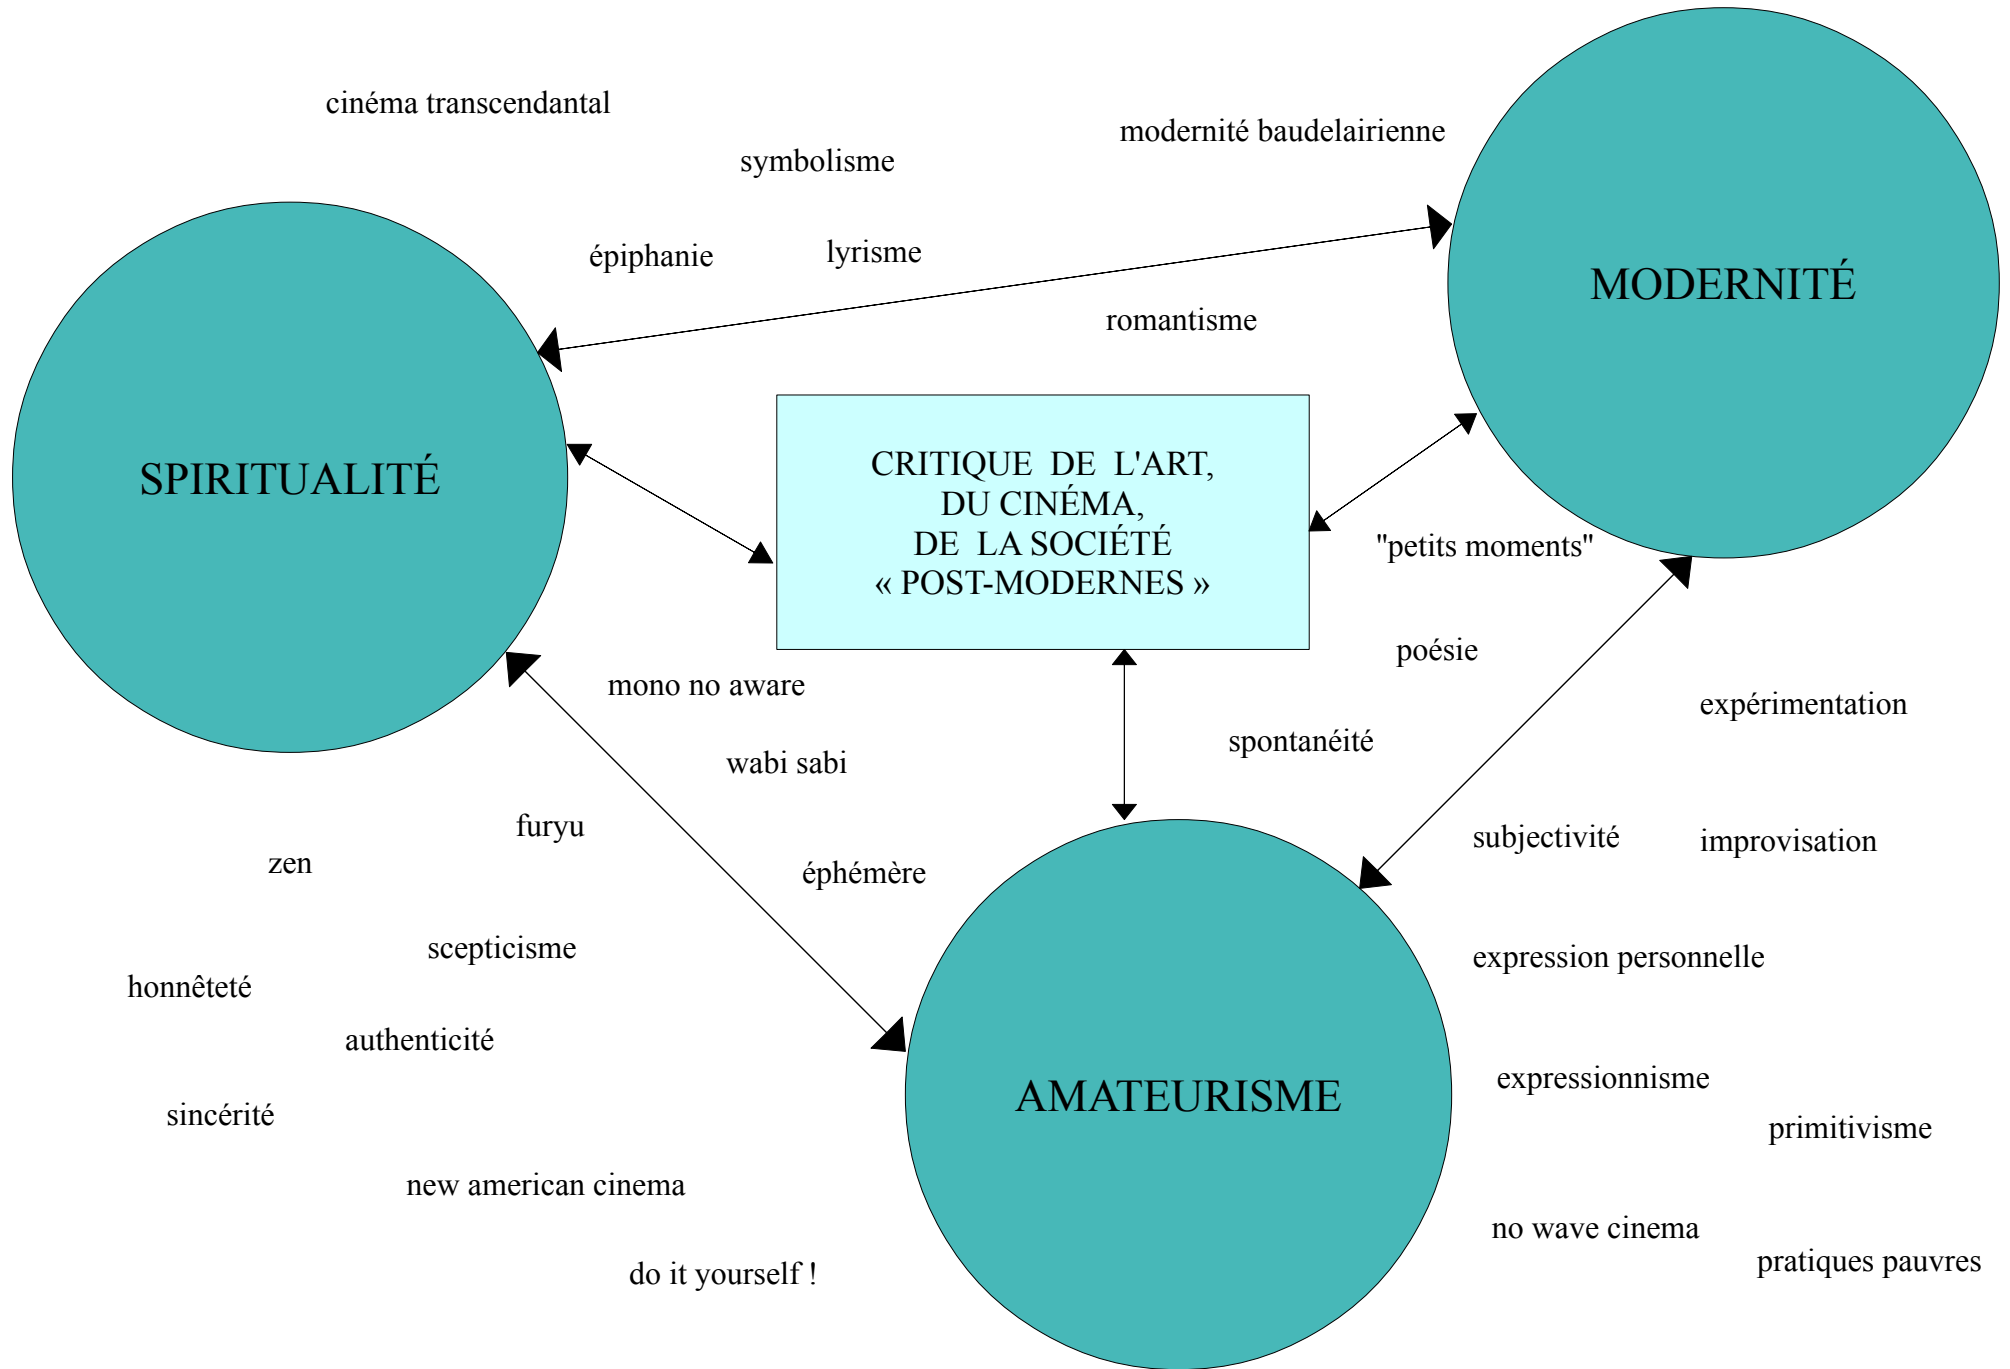 cinéma transcendantal
modernité baudelairienne
symbolisme
épiphanie
lyrisme
MODERNITÉ
romantisme
SPIRITUALITÉ
CRITIQUE DE L'ART,
DU CINÉMA,
DE LA SOCIÉTÉ
« POST-MODERNES »
"petits moments"
poésie
mono no aware
expérimentation
spontanéité
wabi sabi
furyu
subjectivité
improvisation
zen
éphémère
scepticisme
expression personnelle
honnêteté
authenticité
expressionnisme
AMATEURISME
sincérité
primitivisme
new american cinema
no wave cinema
pratiques pauvres
do it yourself !